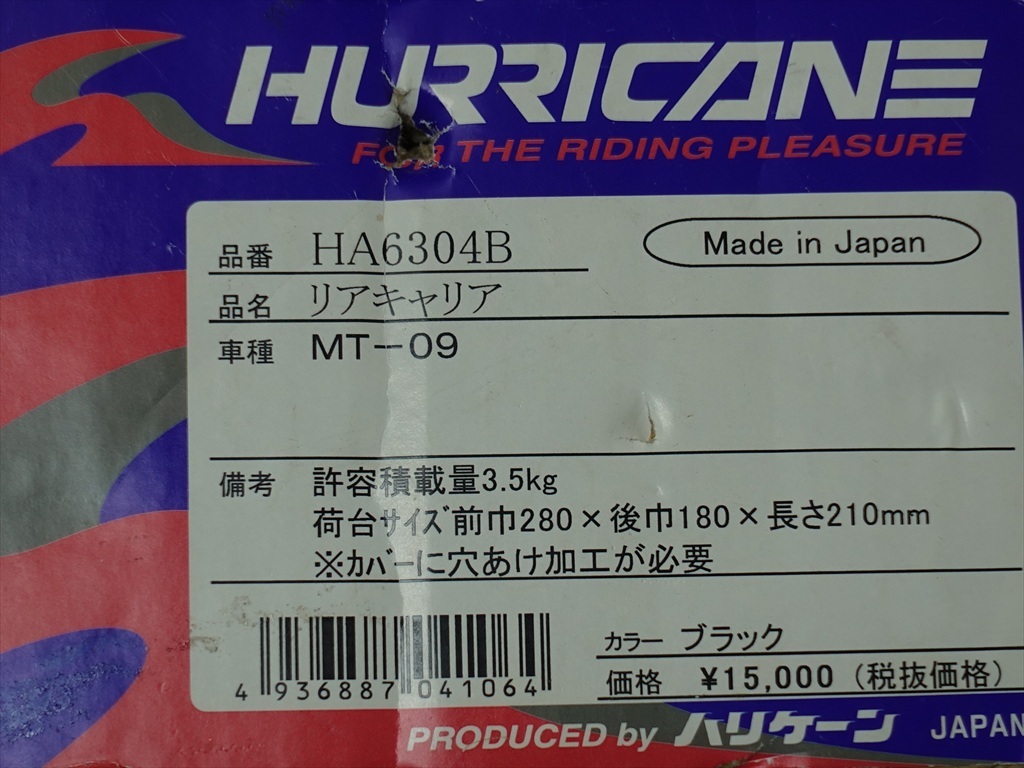 HURRICANE
FOR THE RIDING PLEASURE
品番 HA6304B
Made in Japan
品名 リアキャリア
車種 MT-09
備考 許容積載量3.5kg
荷台ｻｲｽﾞ前巾280×後巾180×長さ210mm
※ｶﾊﾞｰに穴あけ加工が必要
カラー ブラック
価格 ¥15,000 (税抜価格)
4 936887 041064
PRODUCED by ハリケーン JAPAN